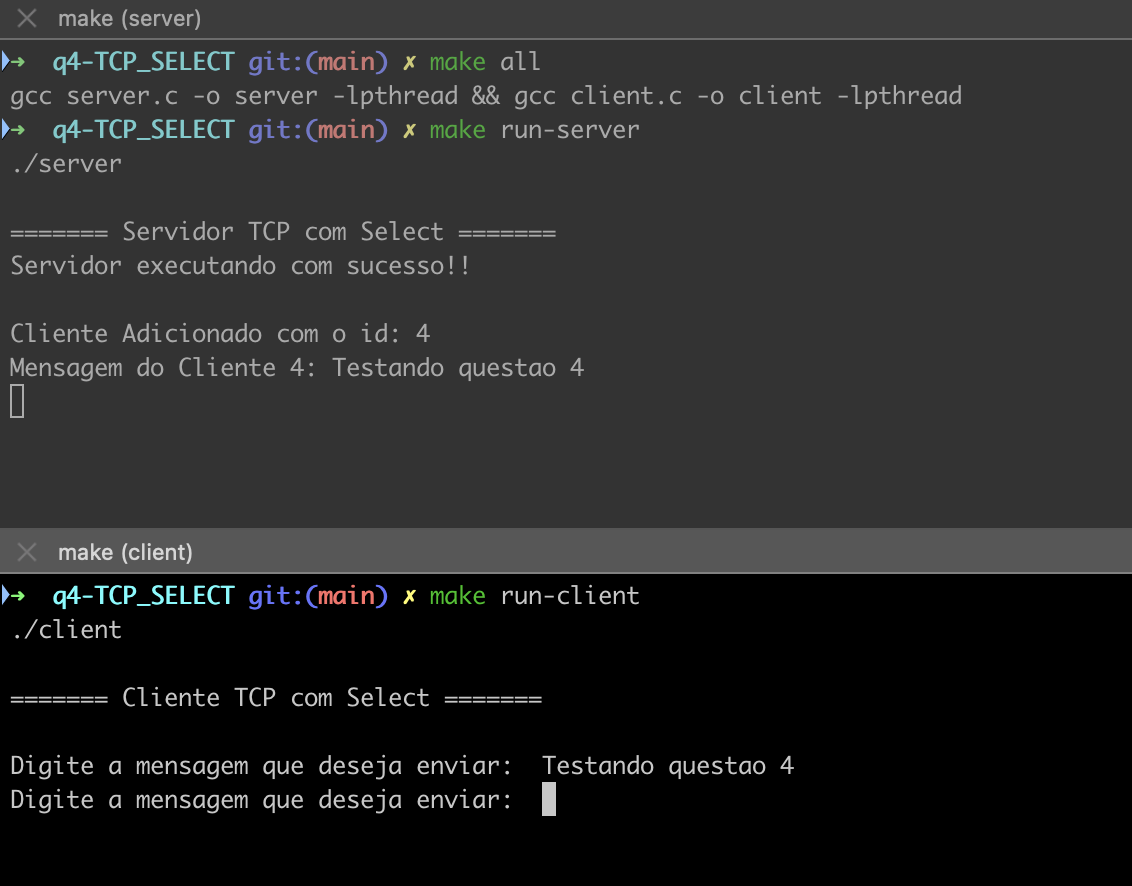 make (server)
➜ q4-TCP_SELECT git:(main) ✗ make all
gcc server.c -o server -lpthread && gcc client.c -o client -lpthread
➜ q4-TCP_SELECT git:(main) ✗ make run-server
./server
======= Servidor TCP com Select =======
Servidor executando com sucesso!!
Cliente Adicionado com o id: 4
Mensagem do Cliente 4: Testando questao 4
make (client)
➜ q4-TCP_SELECT git:(main) ✗ make run-client
./client
======= Cliente TCP com Select =======
Digite a mensagem que deseja enviar:  Testando questao 4
Digite a mensagem que deseja enviar: